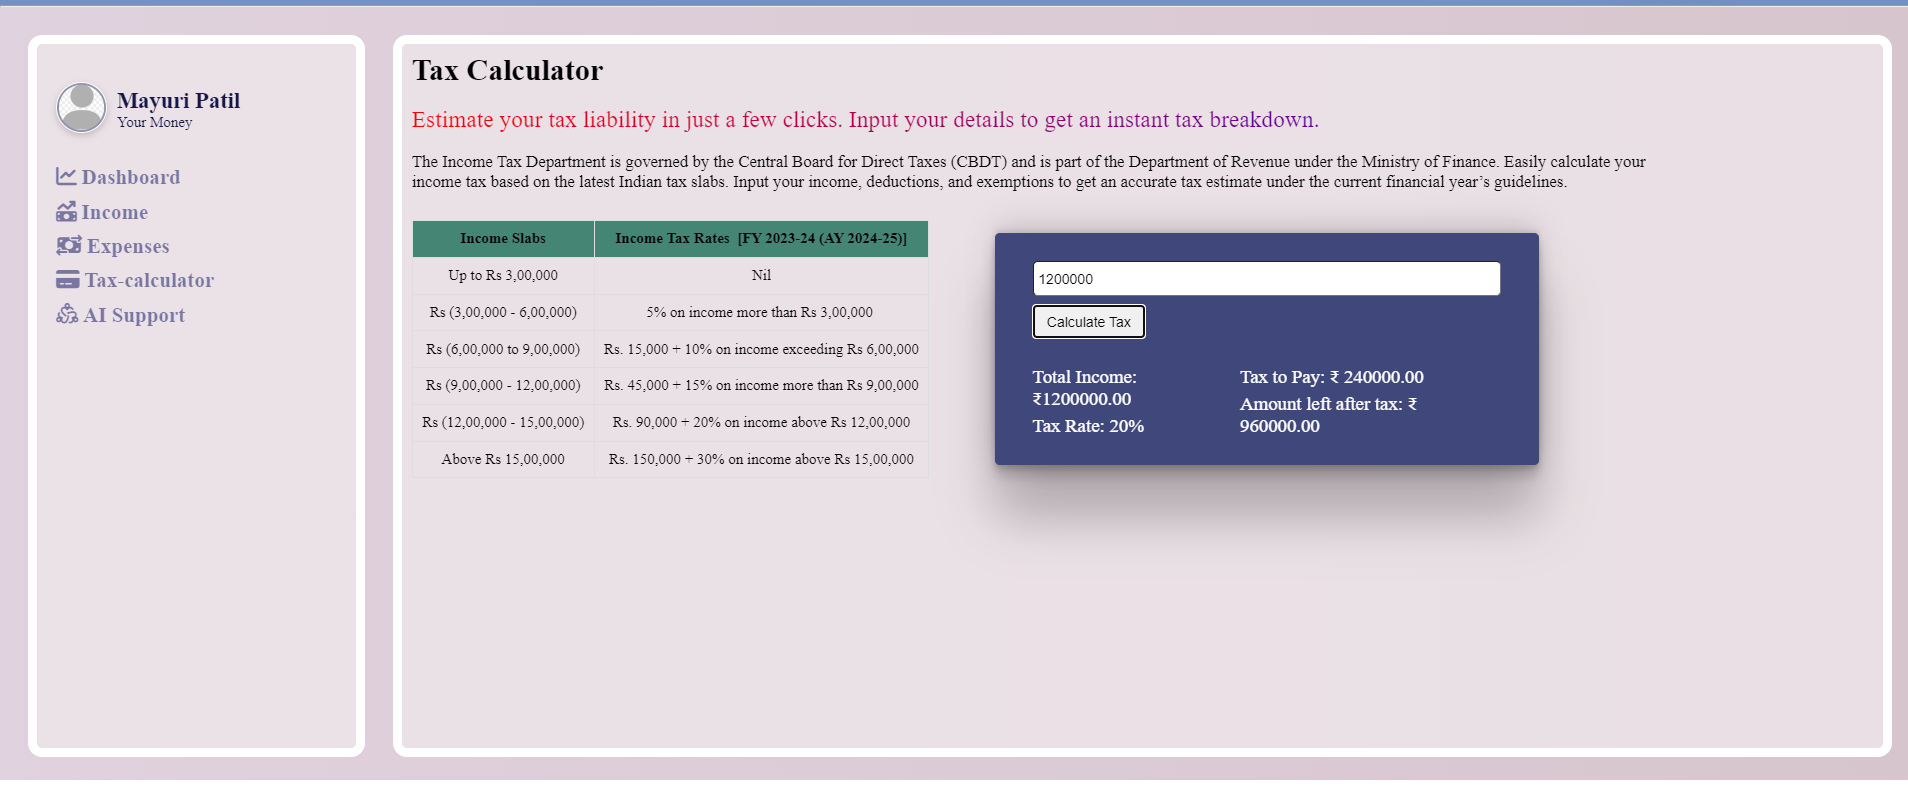 Mayuri Patil
Your Money
Dashboard
Income
Expenses
Tax-calculator
AI Support
Tax Calculator
Estimate your tax liability in just a few clicks. Input your details to get an instant tax breakdown.
The Income Tax Department is governed by the Central Board for Direct Taxes (CBDT) and is part of the Department of Revenue under the Ministry of Finance. Easily calculate your
income tax based on the latest Indian tax slabs. Input your income, deductions, and exemptions to get an accurate tax estimate under the current financial year’s guidelines.
Income Slabs Income Tax Rates [FY 2023-24 (AY 2024-25)]
Up to Rs 3,00,000 Nil
Rs (3,00,000 - 6,00,000) 5% on income more than Rs 3,00,000
Rs (6,00,000 to 9,00,000) Rs. 15,000 + 10% on income exceeding Rs 6,00,000
Rs (9,00,000 - 12,00,000) Rs. 45,000 + 15% on income more than Rs 9,00,000
Rs (12,00,000 - 15,00,000) Rs. 90,000 + 20% on income above Rs 12,00,000
Above Rs 15,00,000 Rs. 150,000 + 30% on income above Rs 15,00,000
1200000
Calculate Tax
Total Income:
₹1200000.00
Tax Rate: 20%
Tax to Pay: ₹ 240000.00
Amount left after tax: ₹
960000.00